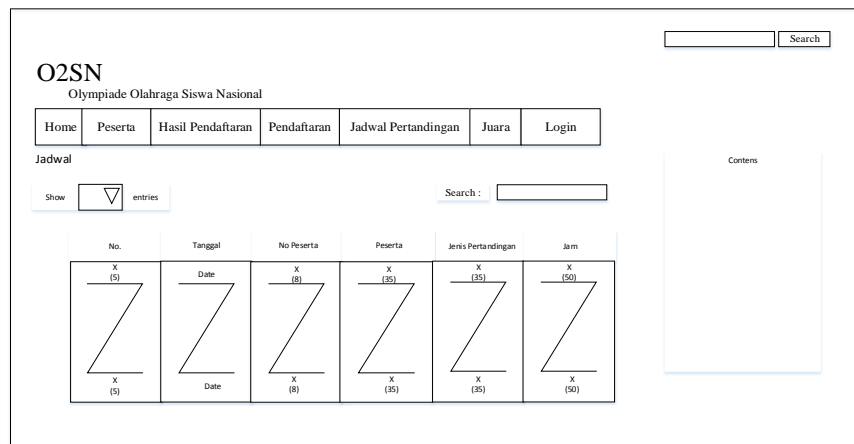 Search
O2SN
Olympiade Olahraga Siswa Nasional
Home Peserta Hasil Pendaftaran Pendaftaran Jadwal Pertandingan Juara Login
Jadwal
Contens
Show entries Search :
No. Tanggal No Peserta Peserta Jenis Pertandingan Jam
X Date X X X X
(5) (8) (35) (35) (50)
X Date X X X X
(5) (8) (35) (35) (50)